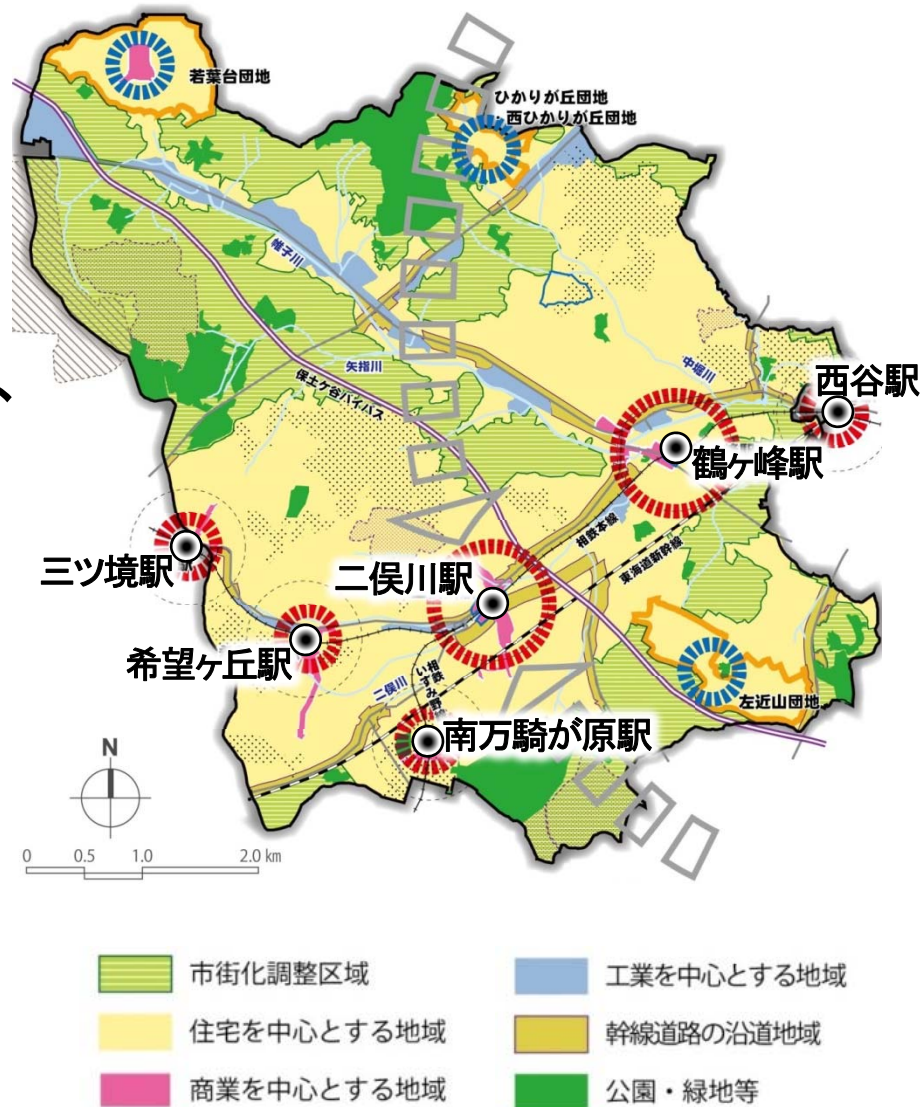 若葉台団地
ひかりが丘団地
西ひかりが丘団地
帷子川
矢指川
保土ケ谷バイパス
中堀川
西谷駅
鶴ヶ峰駅
相鉄本線
東海道新幹線
三ツ境駅
二俣川駅
希望ヶ丘駅
二俣川
相鉄
いずみ野線
左近山団地
南万騎が原駅
N
0 0.5 1.0 2.0 km
市街化調整区域
工業を中心とする地域
住宅を中心とする地域
幹線道路の沿道地域
商業を中心とする地域
公園・緑地等